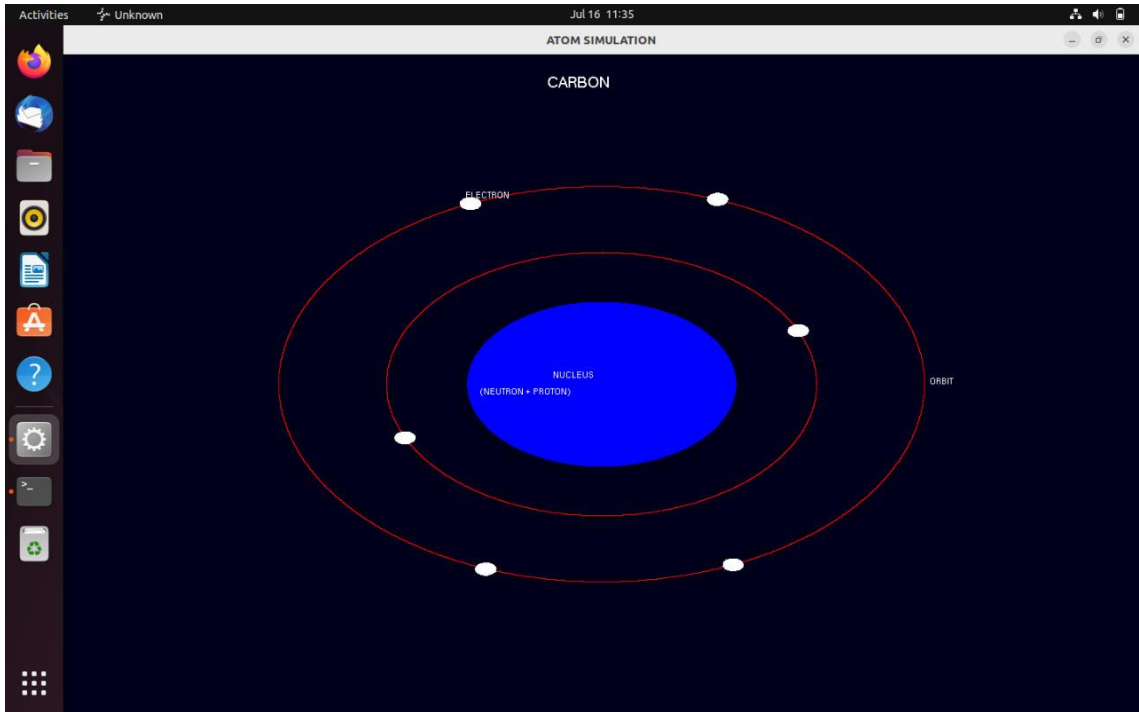 Activities Unknown Jul 16 11:35
ATOM SIMULATION
CARBON
ELECTRON
NUCLEUS
(NEUTRON + PROTON)
ORBIT